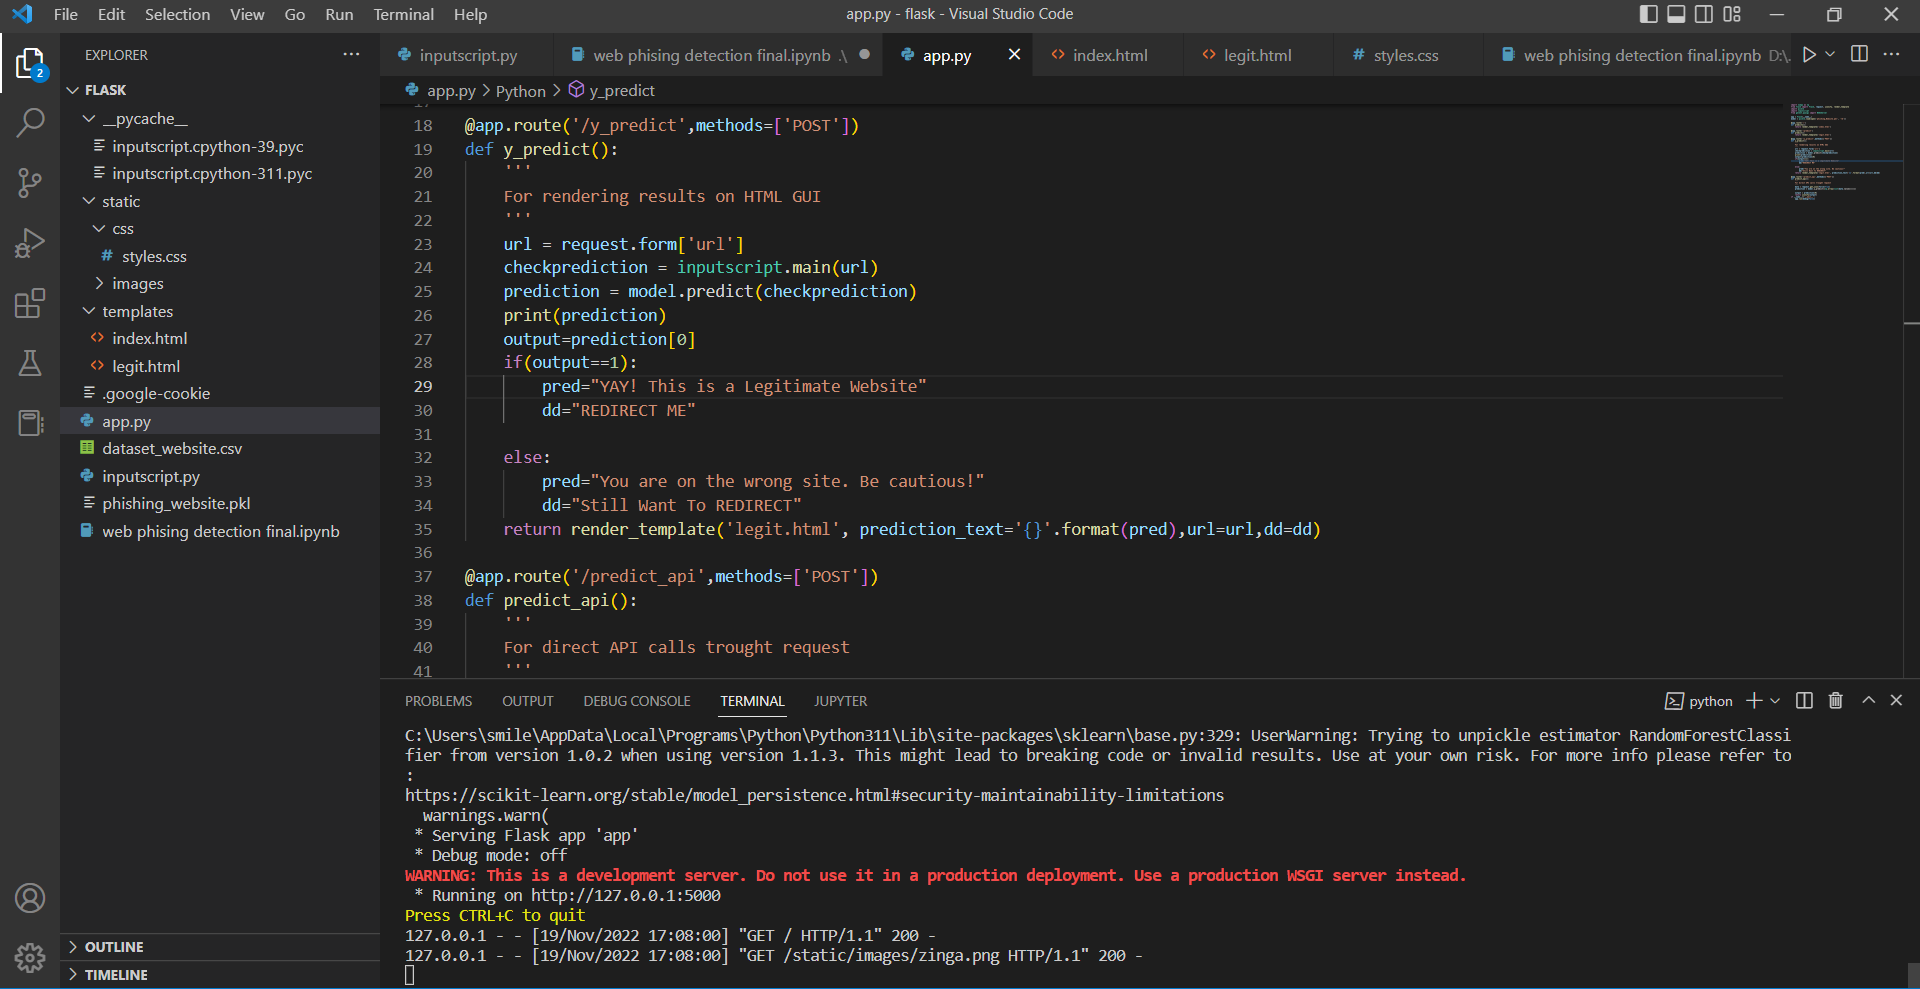 File Edit Selection View Go Run Terminal Help
app.py - flask - Visual Studio Code
EXPLORER
FLASK
__pycache__
inputscript.cpython-39.pyc
inputscript.cpython-311.pyc
static
css
# styles.css
images
templates
<> index.html
<> legit.html
.google-cookie
app.py
dataset_website.csv
inputscript.py
phishing_website.pkl
web phising detection final.ipynb
OUTLINE
TIMELINE
2
inputscript.py web phising detection final.ipynb .\ app.py <> index.html <> legit.html # styles.css web phising detection final.ipynb D:\.
app.py > Python > y_predict
18 @app.route('/y_predict',methods=['POST'])
19 def y_predict():
20 '''
21 For rendering results on HTML GUI
22 '''
23 url = request.form['url']
24 checkprediction = inputscript.main(url)
25 prediction = model.predict(checkprediction)
26 print(prediction)
27 output=prediction[0]
28 if(output==1):
29 pred="YAY! This is a Legitimate Website"
30 dd="REDIRECT ME"
31
32 else:
33 pred="You are on the wrong site. Be cautious!"
34 dd="Still Want To REDIRECT"
35 return render_template('legit.html', prediction_text='{}'.format(pred),url=url,dd=dd)
36
37 @app.route('/predict_api',methods=['POST'])
38 def predict_api():
39 '''
40 For direct API calls trought request
41 '''
PROBLEMS OUTPUT DEBUG CONSOLE TERMINAL JUPYTER
python
C:\Users\smile\AppData\Local\Programs\Python\Python311\Lib\site-packages\sklearn\base.py:329: UserWarning: Trying to unpickle estimator RandomForestClassi
fier from version 1.0.2 when using version 1.1.3. This might lead to breaking code or invalid results. Use at your own risk. For more info please refer to
:
https://scikit-learn.org/stable/model_persistence.html#security-maintainability-limitations
warnings.warn(
* Serving Flask app 'app'
* Debug mode: off
WARNING: This is a development server. Do not use it in a production deployment. Use a production WSGI server instead.
* Running on http://127.0.0.1:5000
Press CTRL+C to quit
127.0.0.1 - - [19/Nov/2022 17:08:00] "GET / HTTP/1.1" 200 -
127.0.0.1 - - [19/Nov/2022 17:08:00] "GET /static/images/zinga.png HTTP/1.1" 200 -